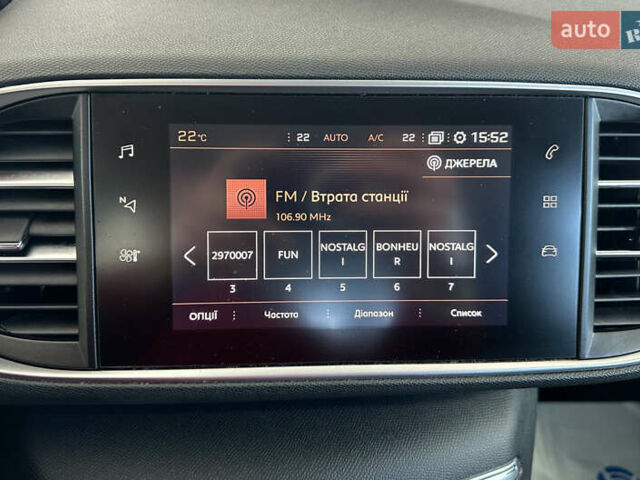 auto
R
22°C
22 AUTO A/C 22 15:52
N
ДЖЕРЕЛА
FM / Втрата станції
106.90 MHz
2970007 FUN NOSTALG I BONHEU R NOSTALG I
3 4 5 6 7
ОПЦІЇ Частота Діапазон Список